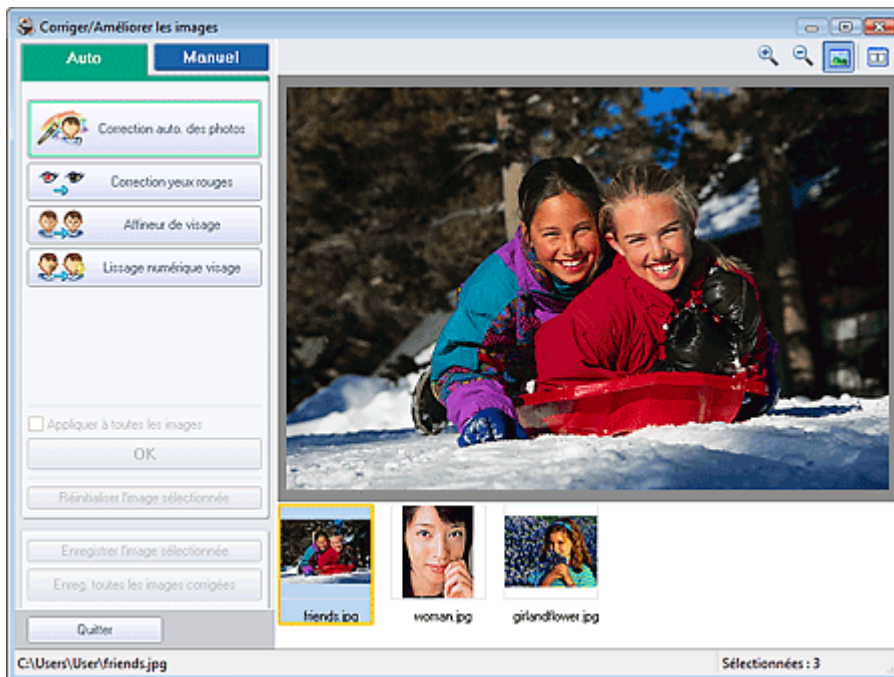 Corriger/Améliorer les images
Auto
Manuel
Correction auto. des photos
Correction yeux rouges
Affineur de visage
Lissage numérique visage
Appliquer à toutes les images
OK
Réinitialiser l'image sélectionnée
Enregistrer l'image sélectionnée
Enreg. toutes les images corrigées
Quitter
friends.jpg
woman.jpg
girlandflower.jpg
C:\Users\User\friends.jpg
Sélectionnées : 3